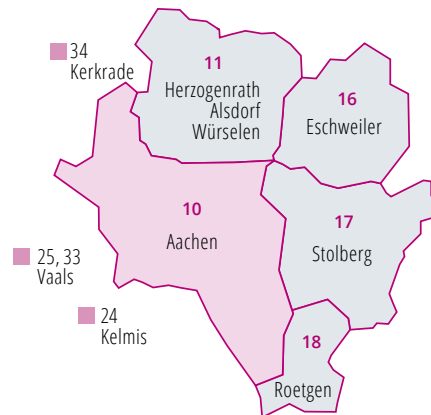 34
Kerkrade
11
Herzogenrath
Alsdorf
Würselen
16
Eschweiler
10
Aachen
17
Stolberg
25, 33
Vaals
24
Kelmis
18
Roetgen